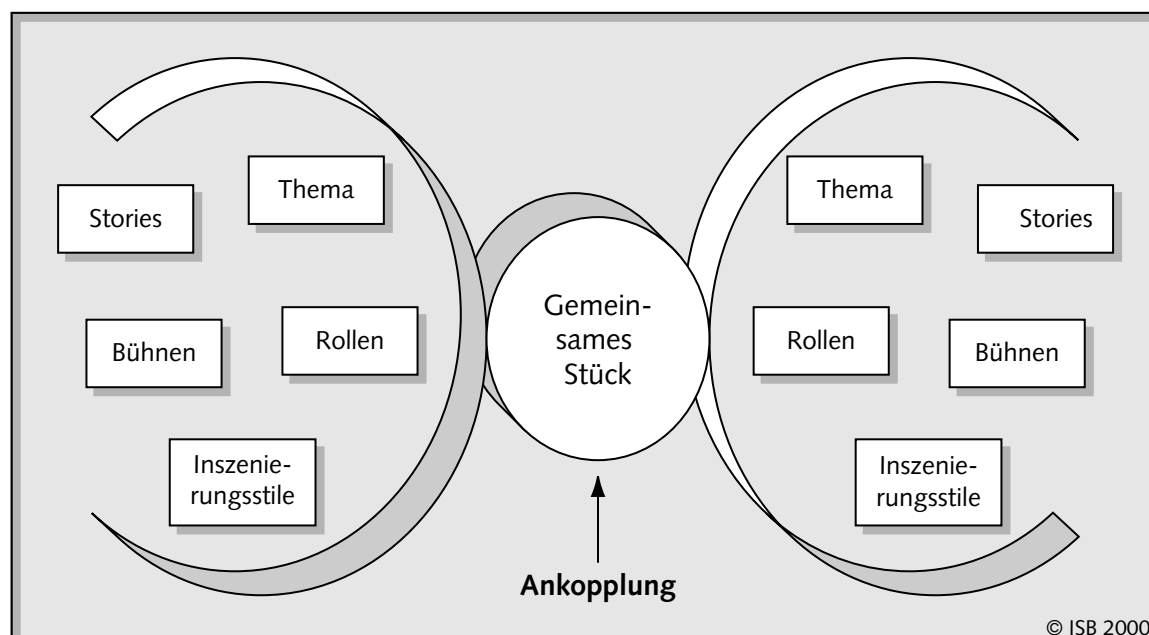 Thema
Stories
Bühnen
Rollen
Inszenie-
rungsstile
Gemein-
sames
Stück
Ankopplung
Thema
Stories
Rollen
Bühnen
Inszenie-
rungsstile
© ISB 2000